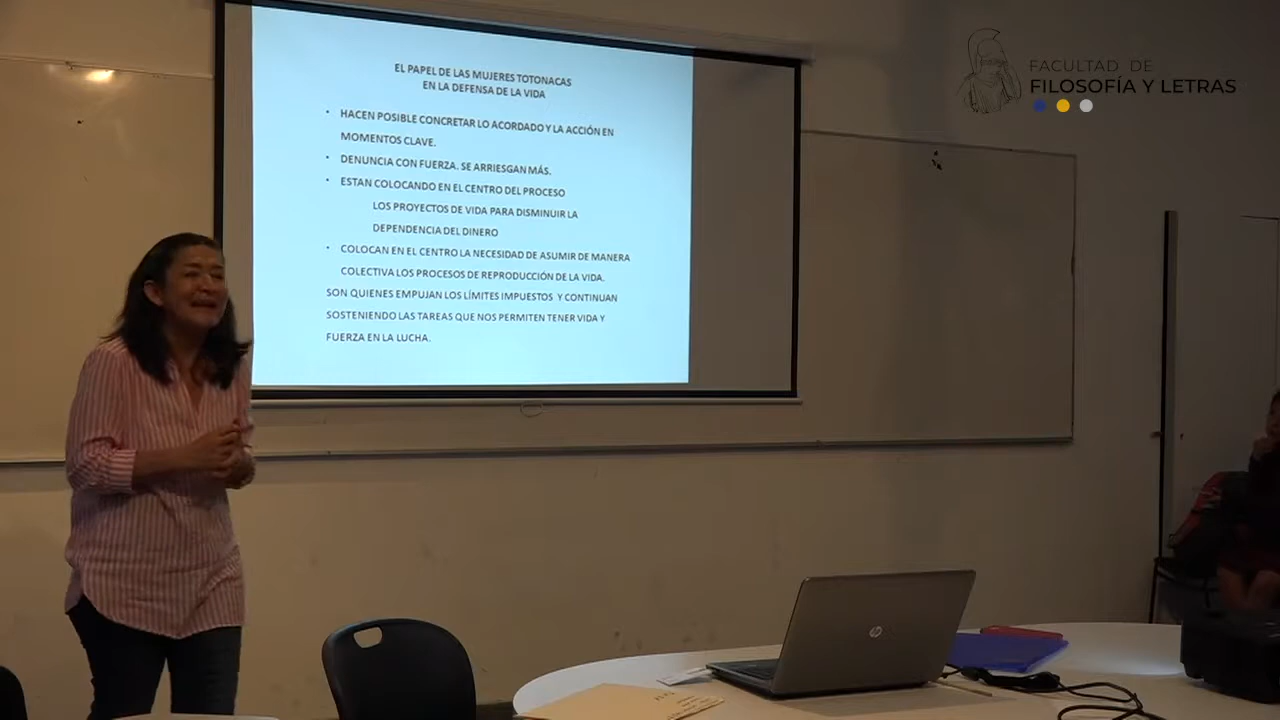 EL PAPEL DE LAS MUJERES TOTONACAS
EN LA DEFENSA DE LA VIDA
• HACEN POSIBLE CONCRETAR LO ACORDADO Y LA ACCIÓN EN
MOMENTOS CLAVE.
• DENUNCIA CON FUERZA. SE ARRIESGAN MÁS.
• ESTAN COLOCANDO EN EL CENTRO DEL PROCESO
LOS PROYECTOS DE VIDA PARA DISMINUIR LA
DEPENDENCIA DEL DINERO
• COLOCAN EN EL CENTRO LA NECESIDAD DE ASUMIR DE MANERA
COLECTIVA LOS PROCESOS DE REPRODUCCIÓN DE LA VIDA.
SON QUIENES EMPUJAN LOS LÍMITES IMPUESTOS Y CONTINUAN
SOSTENIENDO LAS TAREAS QUE NOS PERMITEN TENER VIDA Y
FUERZA EN LA LUCHA.
FACULTAD DE
FILOSOFÍA Y LETRAS
hp